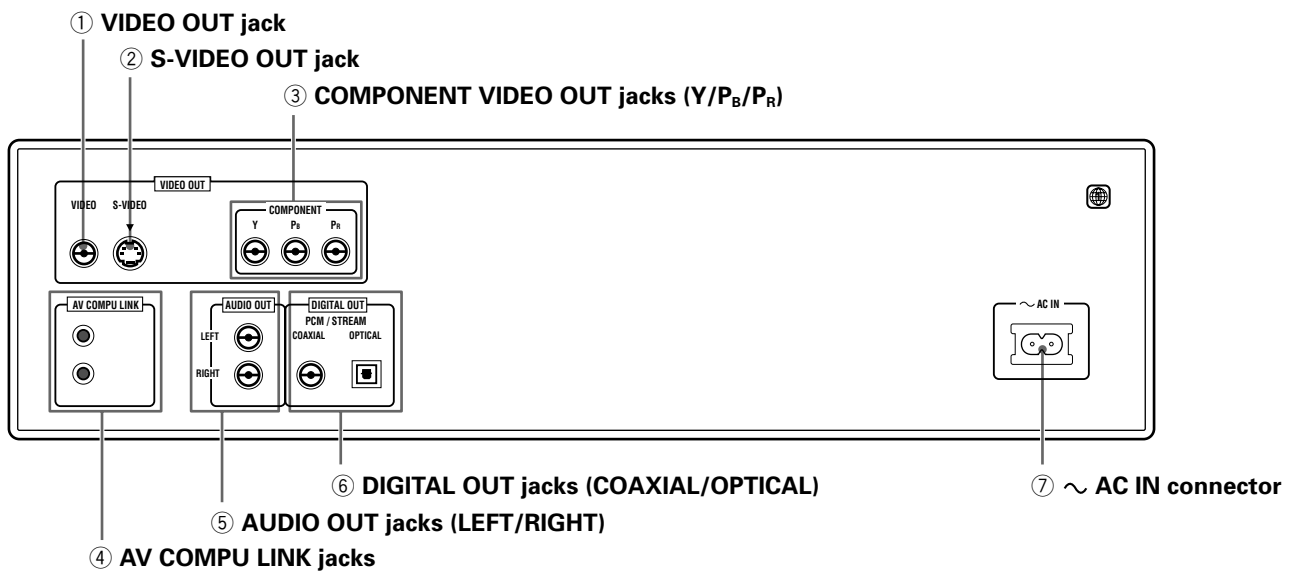 ① VIDEO OUT jack
② S-VIDEO OUT jack
③ COMPONENT VIDEO OUT jacks (Y/PB/PR)
VIDEO OUT
VIDEO S-VIDEO
COMPONENT
Y PB PR
AV COMPU LINK
AUDIO OUT
LEFT
RIGHT
DIGITAL OUT
PCM / STREAM
COAXIAL OPTICAL
∼ AC IN
⑥ DIGITAL OUT jacks (COAXIAL/OPTICAL)
⑦ ∼ AC IN connector
⑤ AUDIO OUT jacks (LEFT/RIGHT)
④ AV COMPU LINK jacks